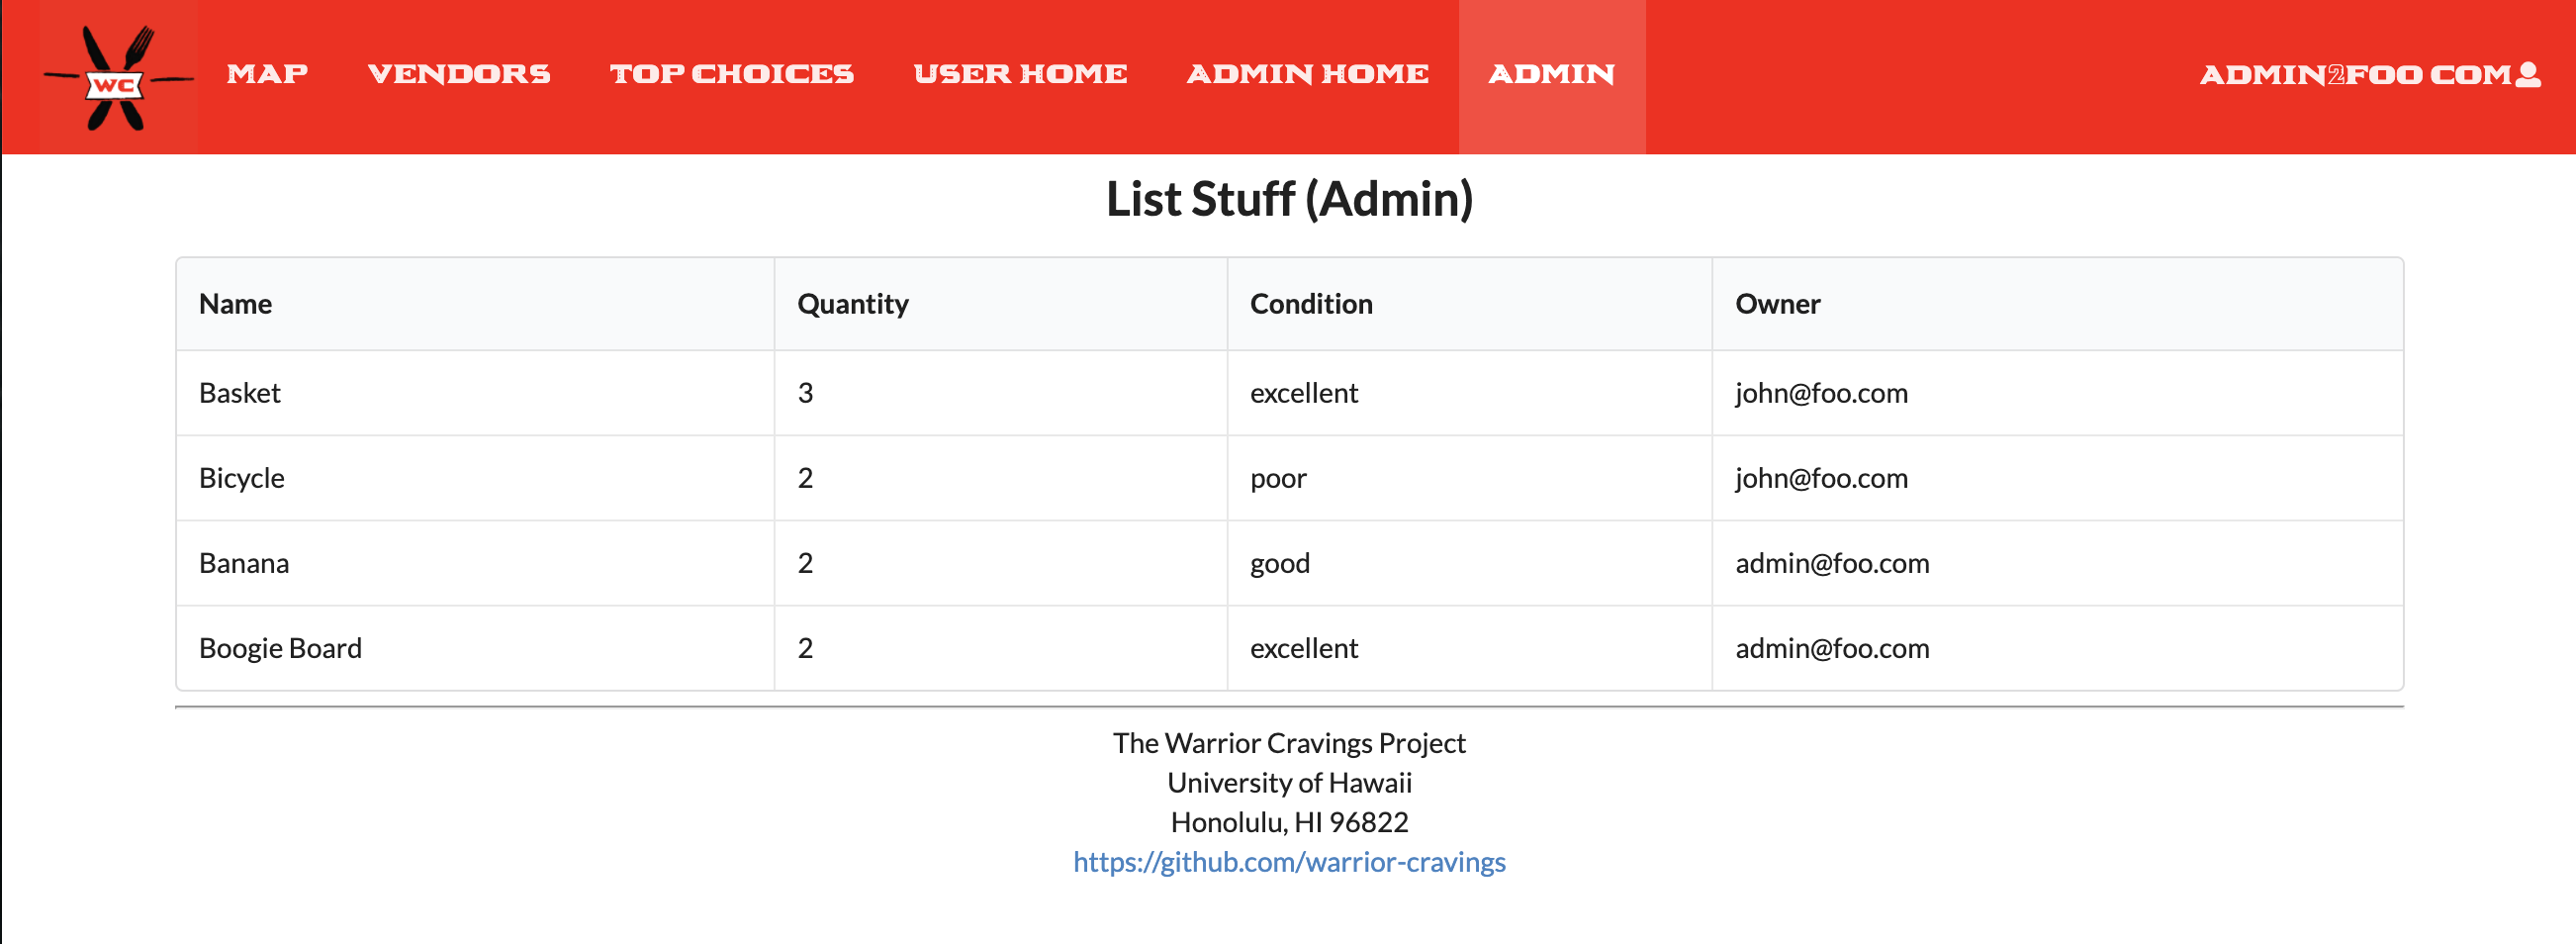 WC
MAP VENDORS TOP CHOICES USER HOME ADMIN HOME ADMIN ADMIN2FOO COM
List Stuff (Admin)
Name Quantity Condition Owner
Basket 3 excellent john@foo.com
Bicycle 2 poor john@foo.com
Banana 2 good admin@foo.com
Boogie Board 2 excellent admin@foo.com
The Warrior Cravings Project
University of Hawaii
Honolulu, HI 96822
https://github.com/warrior-cravings